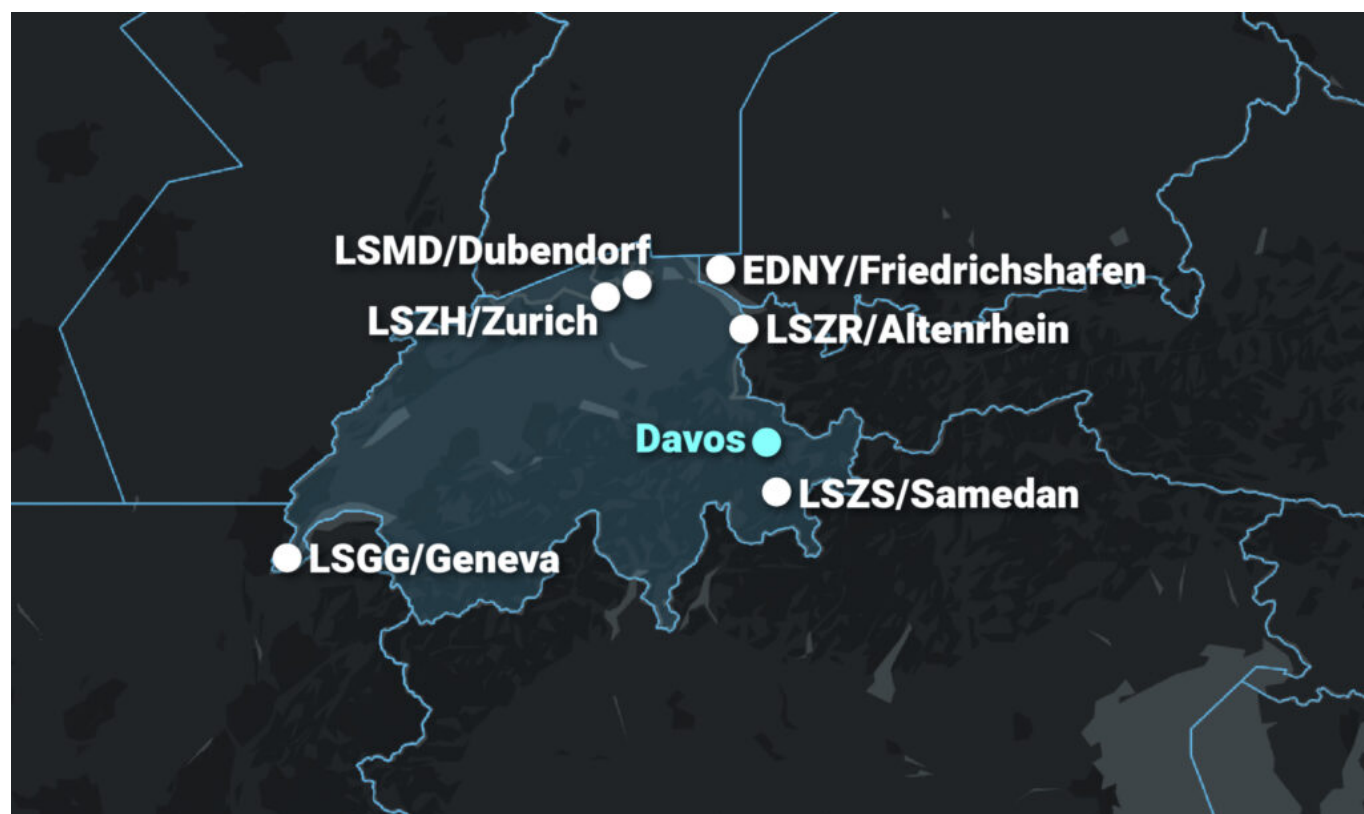 LSMD/Dubendorf
EDNY/Friedrichshafen
LSZH/Zurich
LSZR/Altenrhein
Davos
LSZS/Samedan
LSGG/Geneva